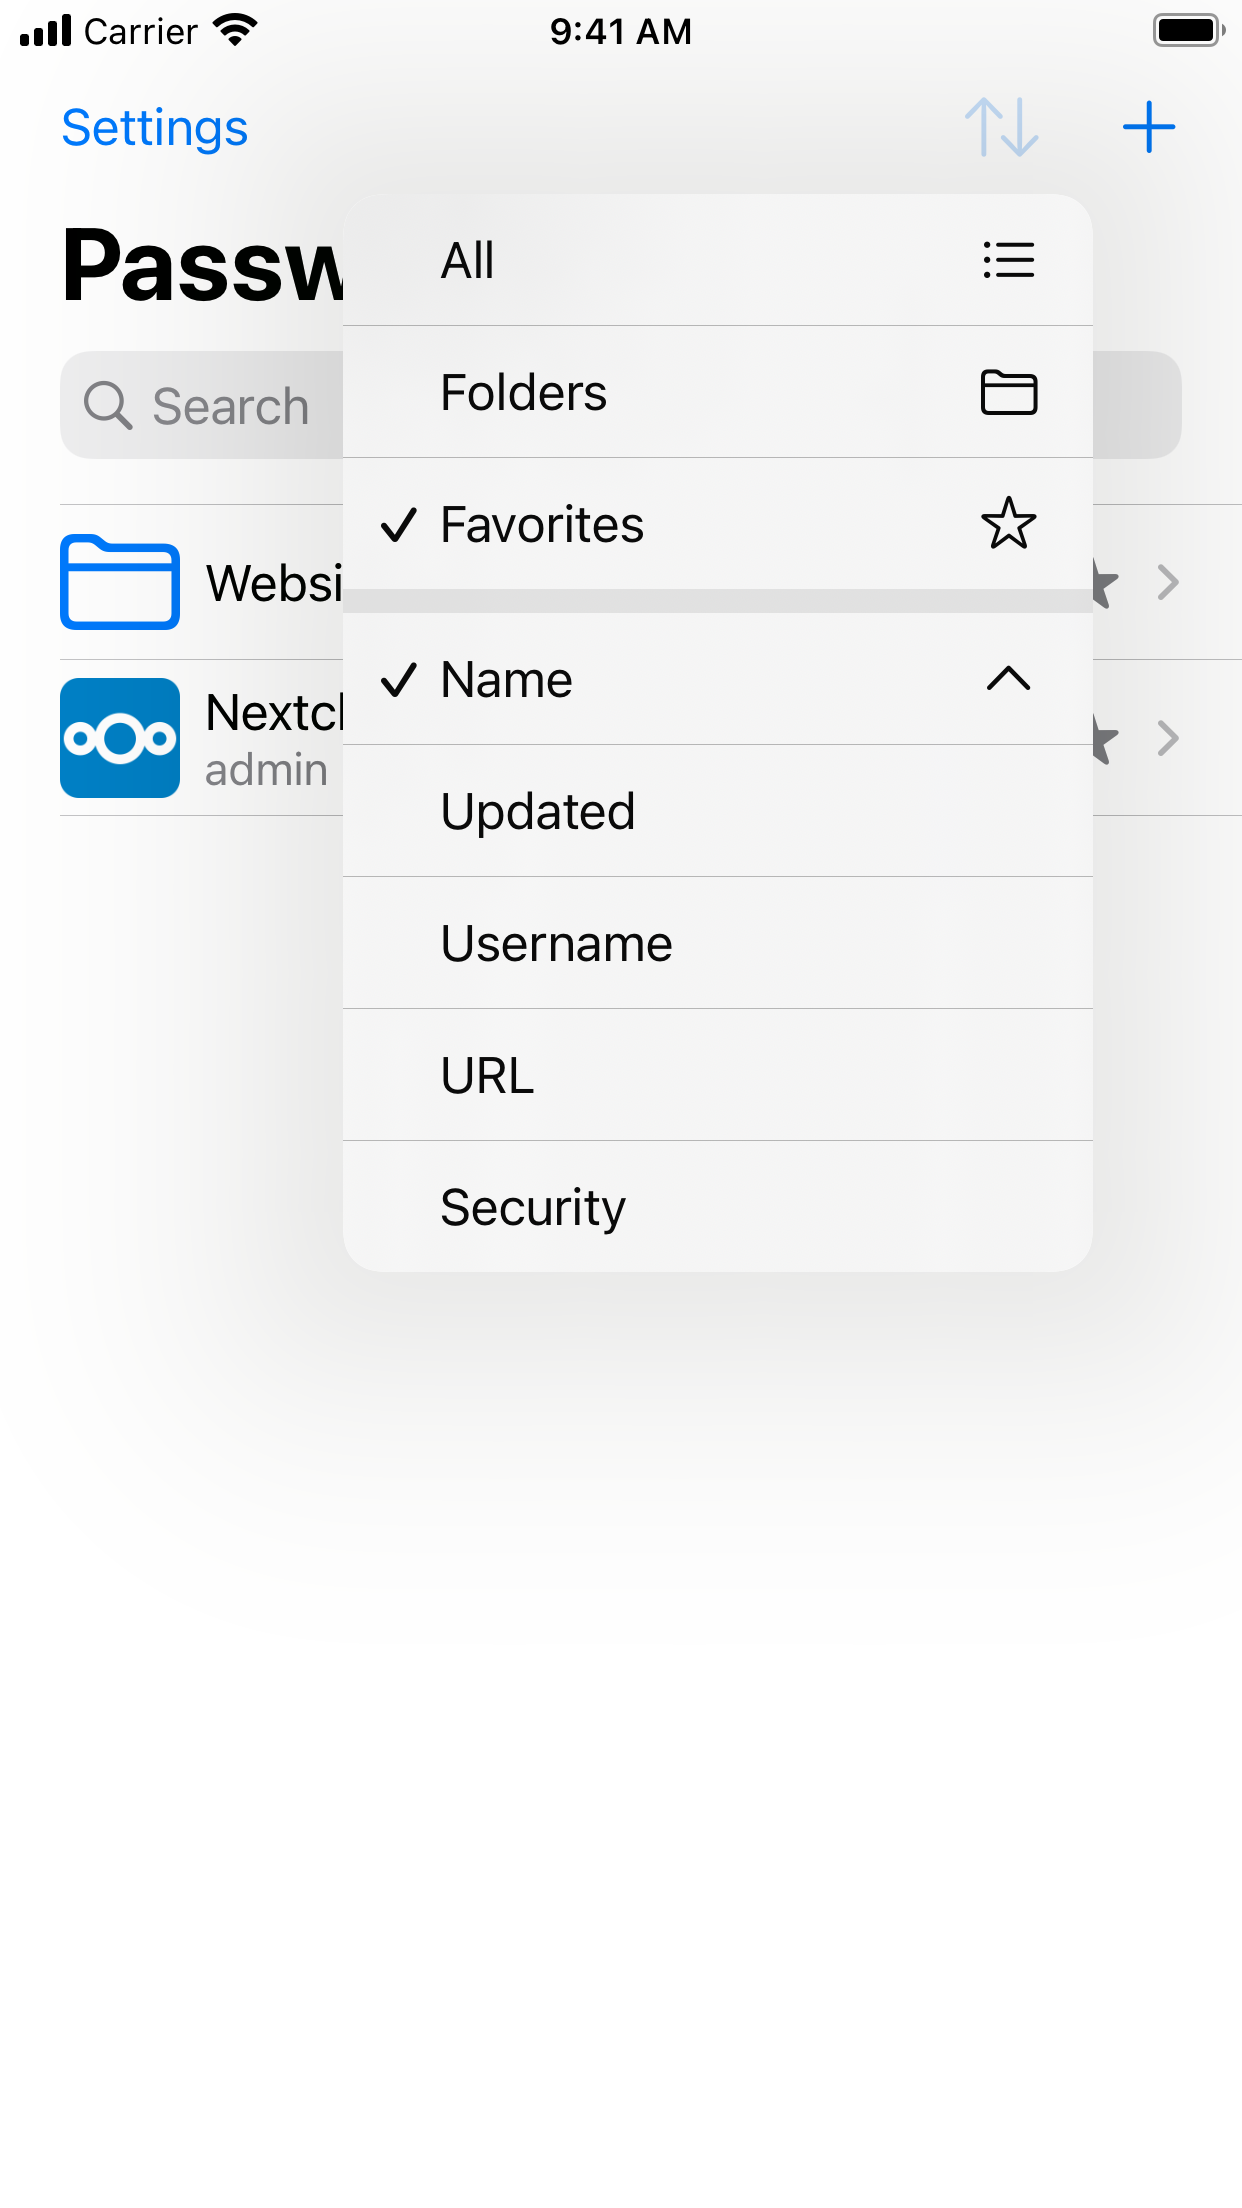 Carrier 9:41 AM
Settings
Passw
All
Folders
Search
Favorites
Websi
Name
Nextcl
admin
Updated
Username
URL
Security